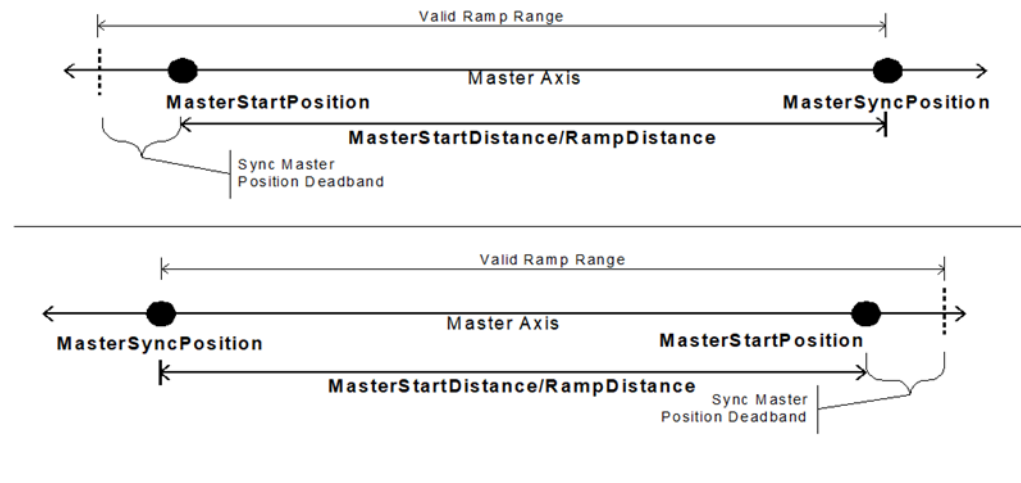 Valid Ramp Range
Master Axis
MasterStartPosition
MasterSyncPosition
MasterStartDistance/RampDistance
Sync Master
Position Deadband
Valid Ramp Range
Master Axis
MasterSyncPosition
MasterStartPosition
MasterStartDistance/RampDistance
Sync Master
Position Deadband